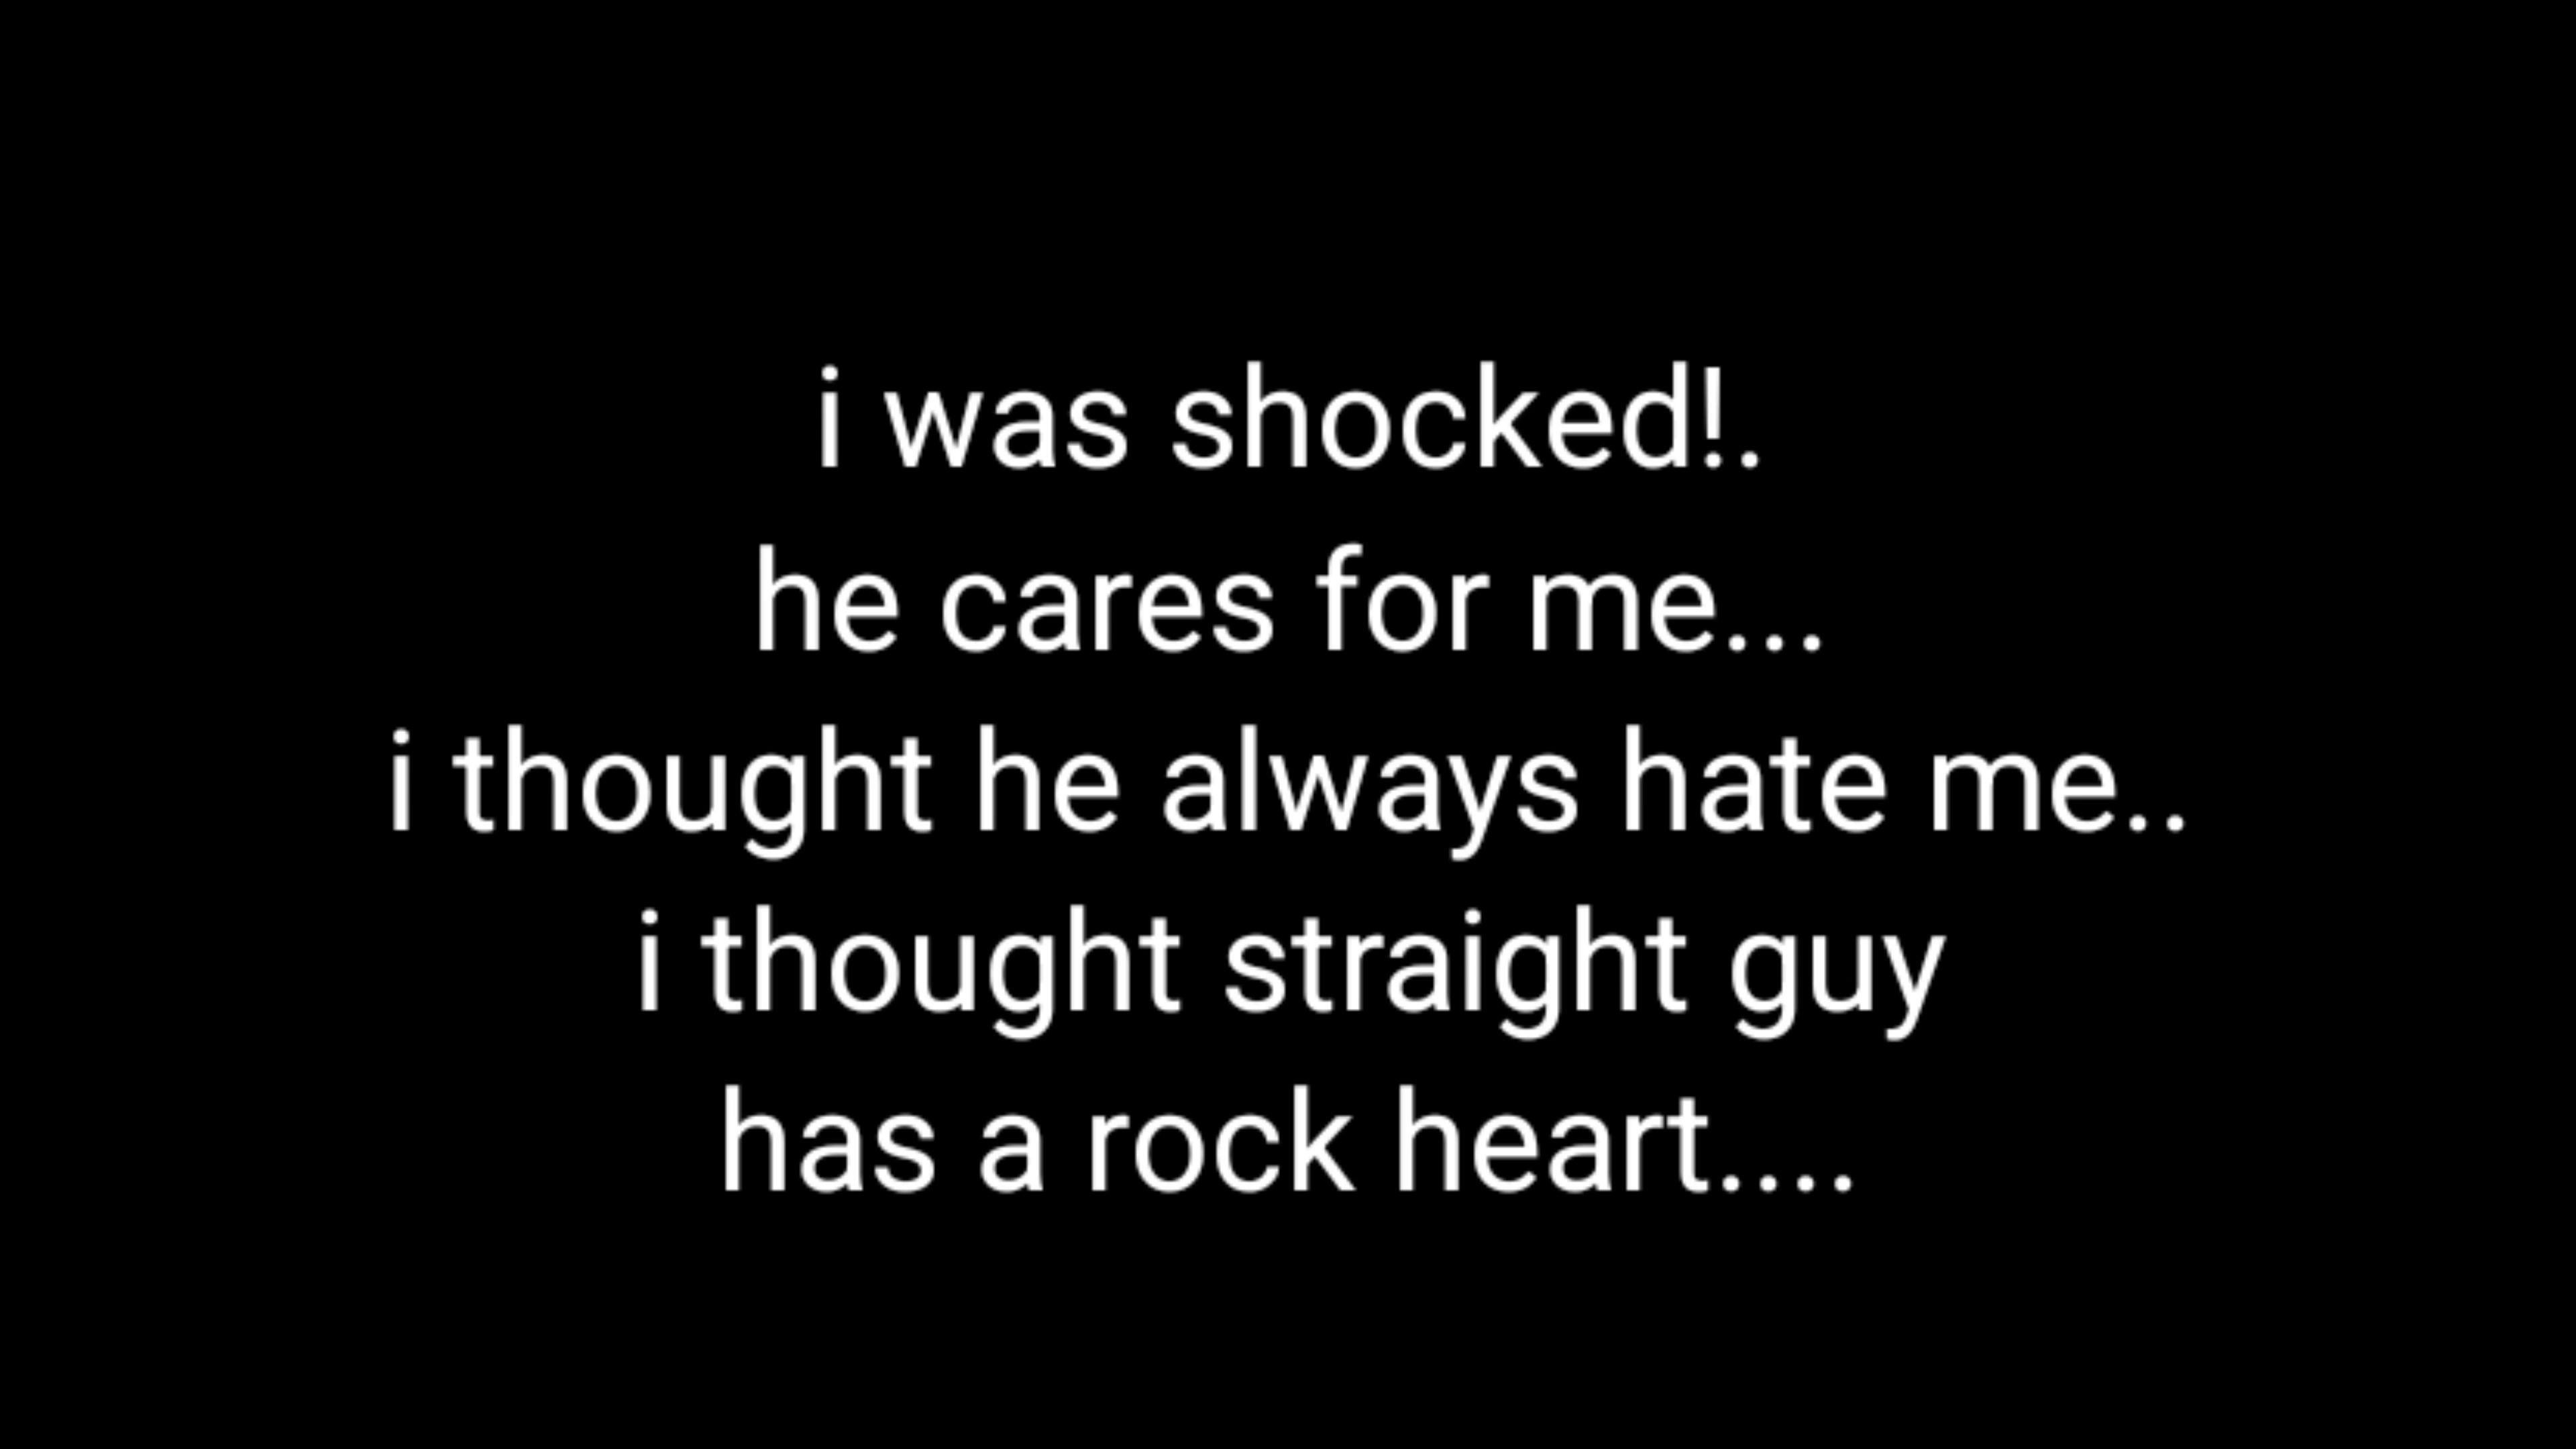 i was shocked!.
he cares for me...
i thought he always hate me..
i thought straight guy
has a rock heart....